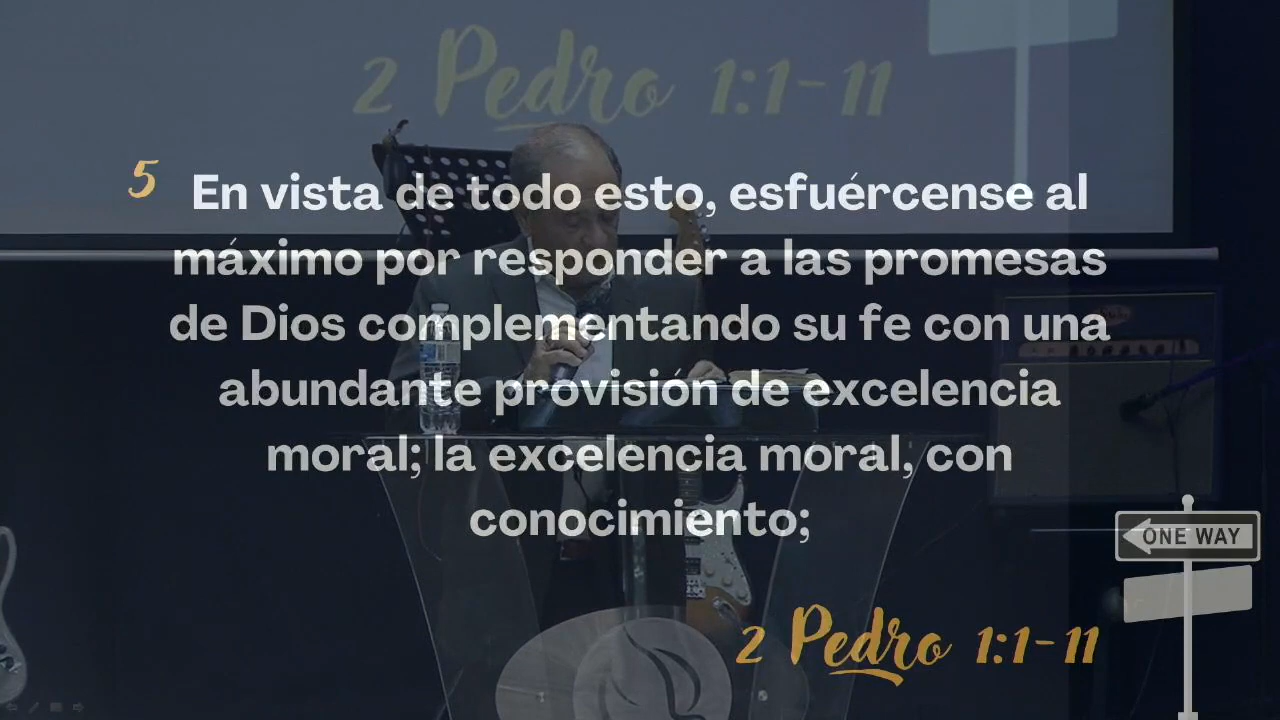 2 Pedro 1:1-11
5 En vista de todo esto, esfuércense al
máximo por responder a las promesas
de Dios complementando su fe con una
abundante provisión de excelencia
moral; la excelencia moral, con
conocimiento;
ONE WAY
2 Pedro 1:1-11